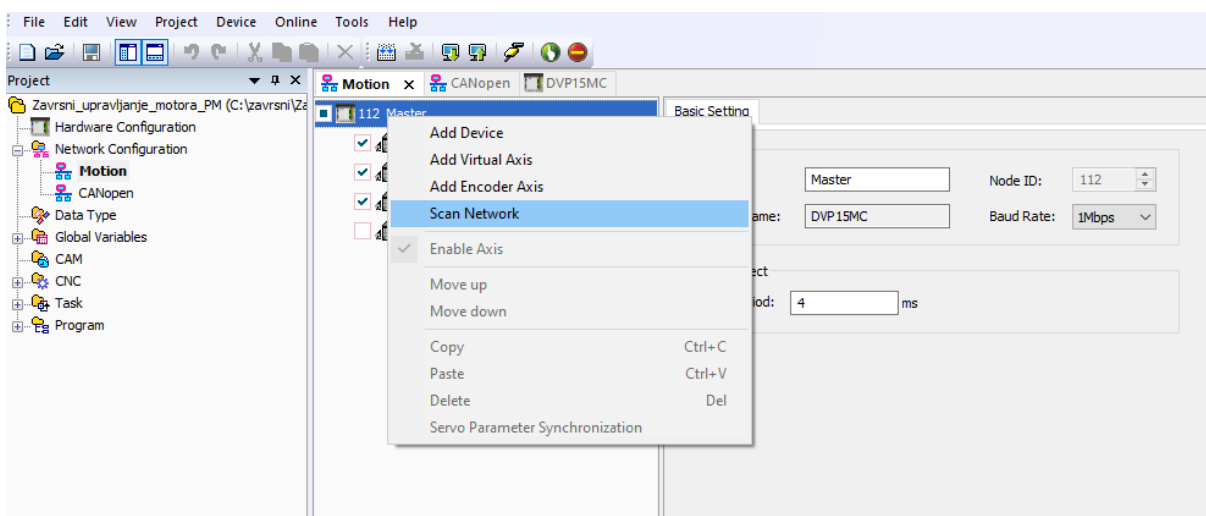 File Edit View Project Device Online Tools Help
Project
Motion x CANopen DVP15MC
Zavrsni_upravljanje_motora_PM (C:\zavrsni\Za
Hardware Configuration
Network Configuration
Motion
CANopen
Data Type
Global Variables
CAM
CNC
Task
Program
112 Master
Add Device
Add Virtual Axis
Add Encoder Axis
Scan Network
Enable Axis
Move up
Move down
Copy Ctrl+C
Paste Ctrl+V
Delete Del
Servo Parameter Synchronization
Basic Setting
Master Node ID: 112
ame: DVP15MC Baud Rate: 1Mbps
ect
iod: 4 ms